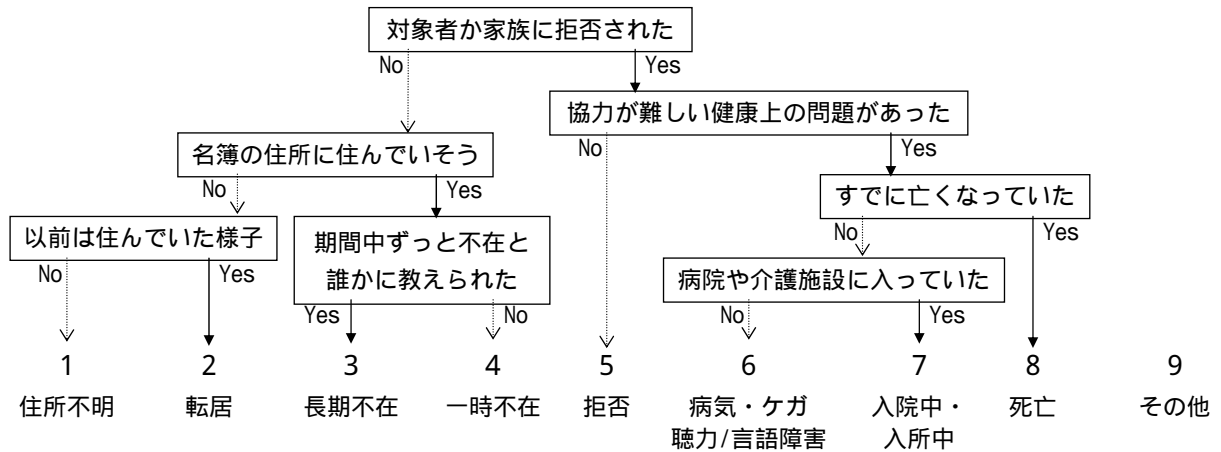 対象者か家族に拒否された
No
Yes
協力が難しい健康上の問題があった
No
Yes
名簿の住所に住んでいそう
No
Yes
すでに亡くなっていた
No
Yes
以前は住んでいた様子
No
Yes
期間中ずっと不在と
誰かに教えられた
Yes
No
病院や介護施設に入っていた
No
Yes
1
2
3
4
5
6
7
8
9
住所不明
転居
長期不在
一時不在
拒否
病気・ケガ
聴力/言語障害
入院中・
入所中
死亡
その他